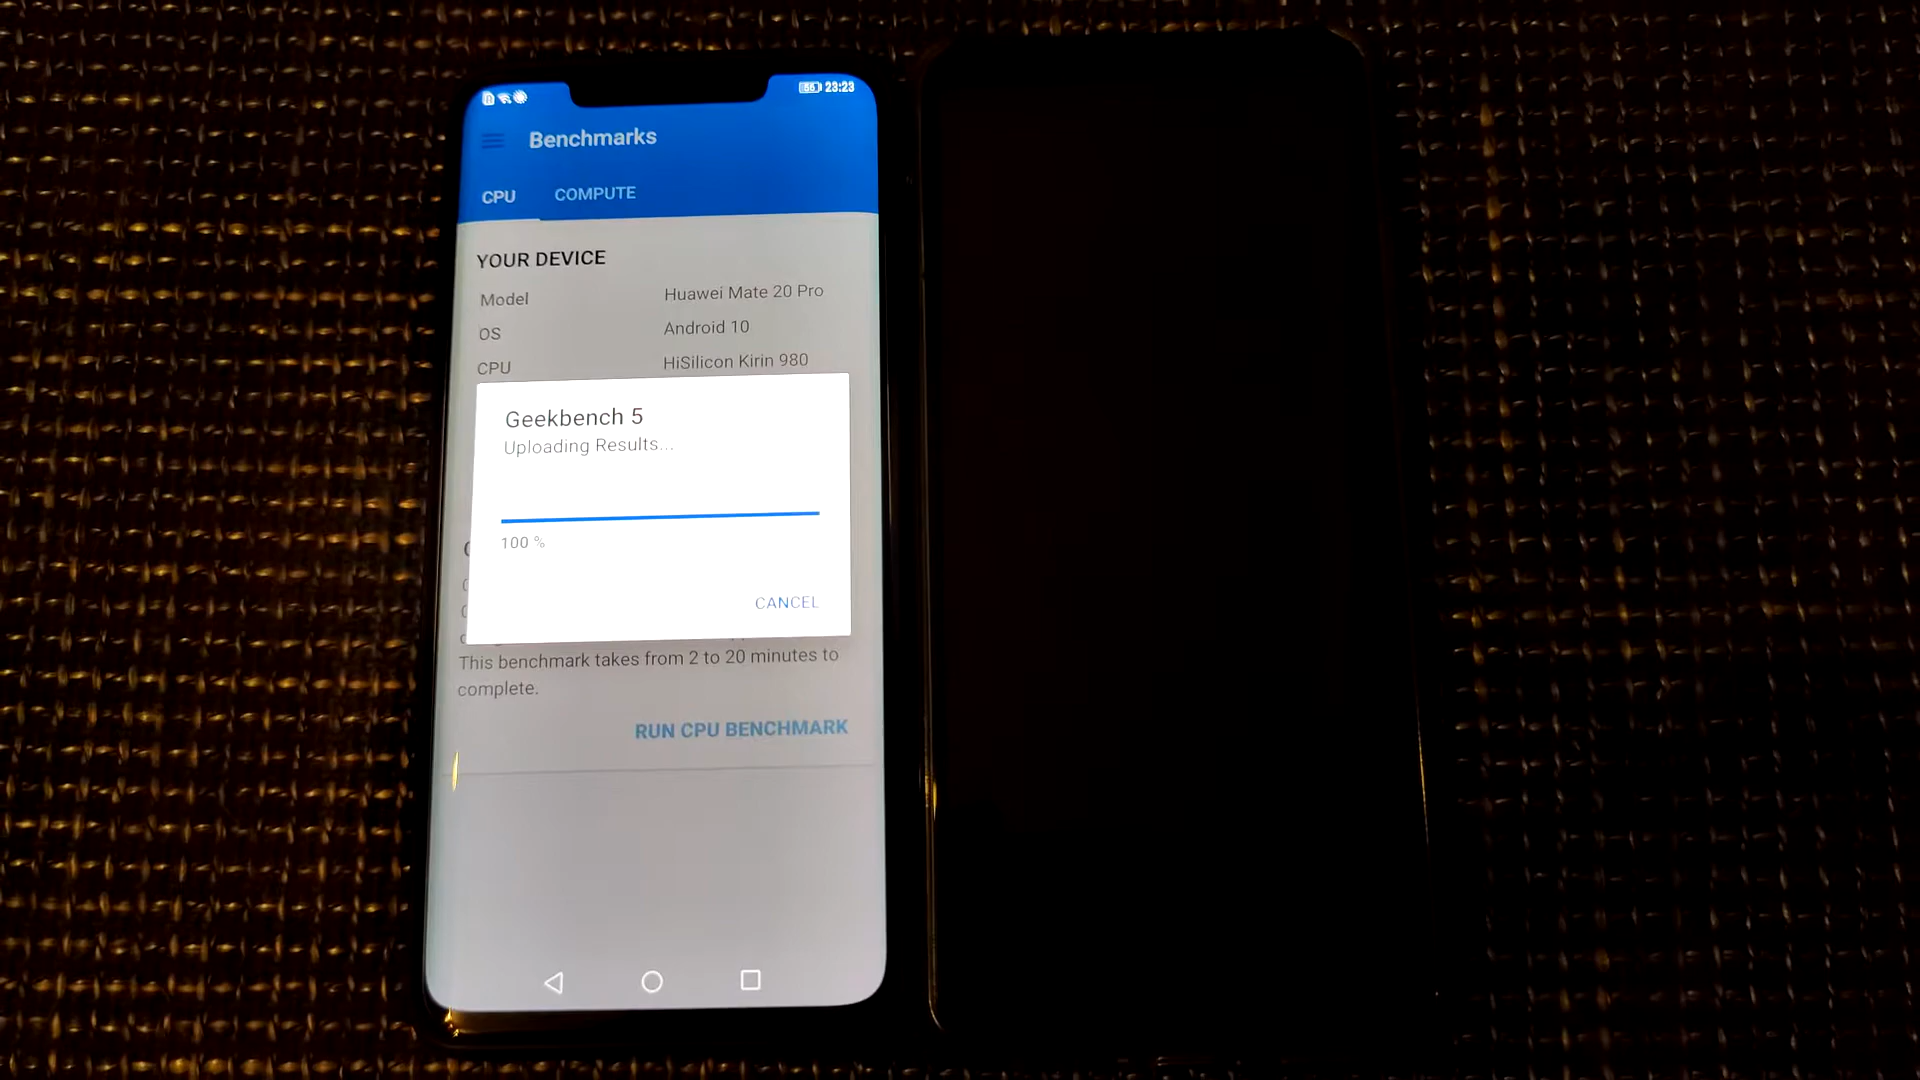 56 23:23
Benchmarks
CPU COMPUTE
YOUR DEVICE
Model Huawei Mate 20 Pro
OS Android 10
CPU HiSilicon Kirin 980
Geekbench 5
Uploading Results...
100 %
CANCEL
This benchmark takes from 2 to 20 minutes to
complete.
RUN CPU BENCHMARK